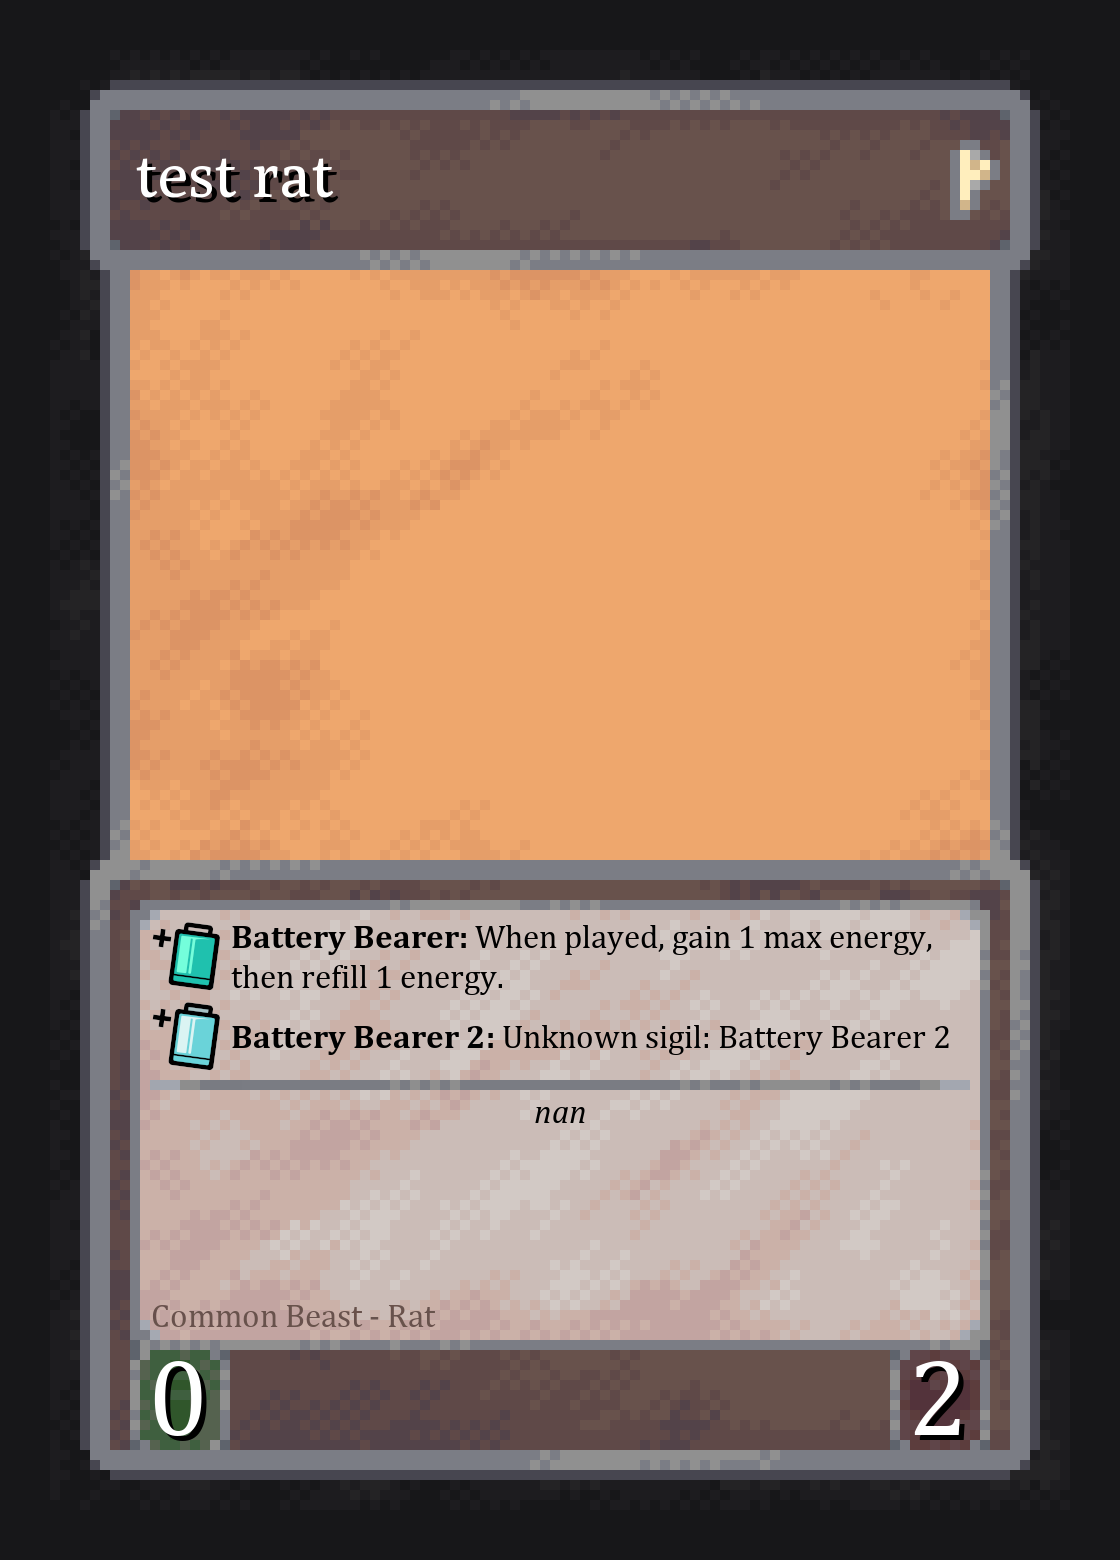 test rat
Battery Bearer: When played, gain 1 max energy,
then refill 1 energy.
Battery Bearer 2: Unknown sigil: Battery Bearer 2
nan
Common Beast - Rat
0
2